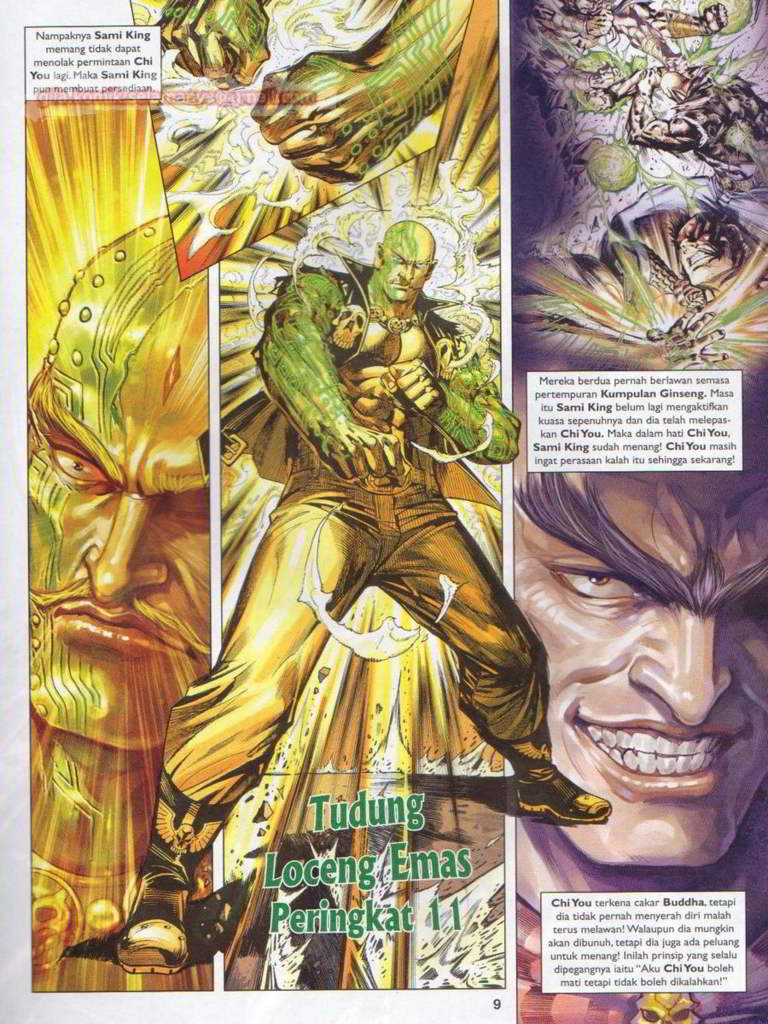 Nampaknya Sami King
memang tidak dapat
menolak permintaan Chi
You lagi. Maka Sami King
pun membuat persediaan.
Mereka berdua pernah berlawan semasa
pertempuran Kumpulan Ginseng. Masa
itu Sami King belum lagi mengaktifkan
kuasa sepenuhnya dan dia telah melepas-
kan Chi You. Maka dalam hati Chi You,
Sami King sudah menang! Chi You masih
ingat perasaan kalah itu sehingga sekarang!
Tudung
Loceng Emas
Peringkat 11
Chi You terkena cakar Buddha, tetapi
dia tidak pernah menyerah diri malah
terus melawan! Walaupun dia mungkin
akan dibunuh, tetapi dia juga ada peluang
untuk menang! Inilah prinsip yang selalu
dipegangnya iaitu "Aku Chi You boleh
mati tetapi tidak boleh dikalahkan!"
9